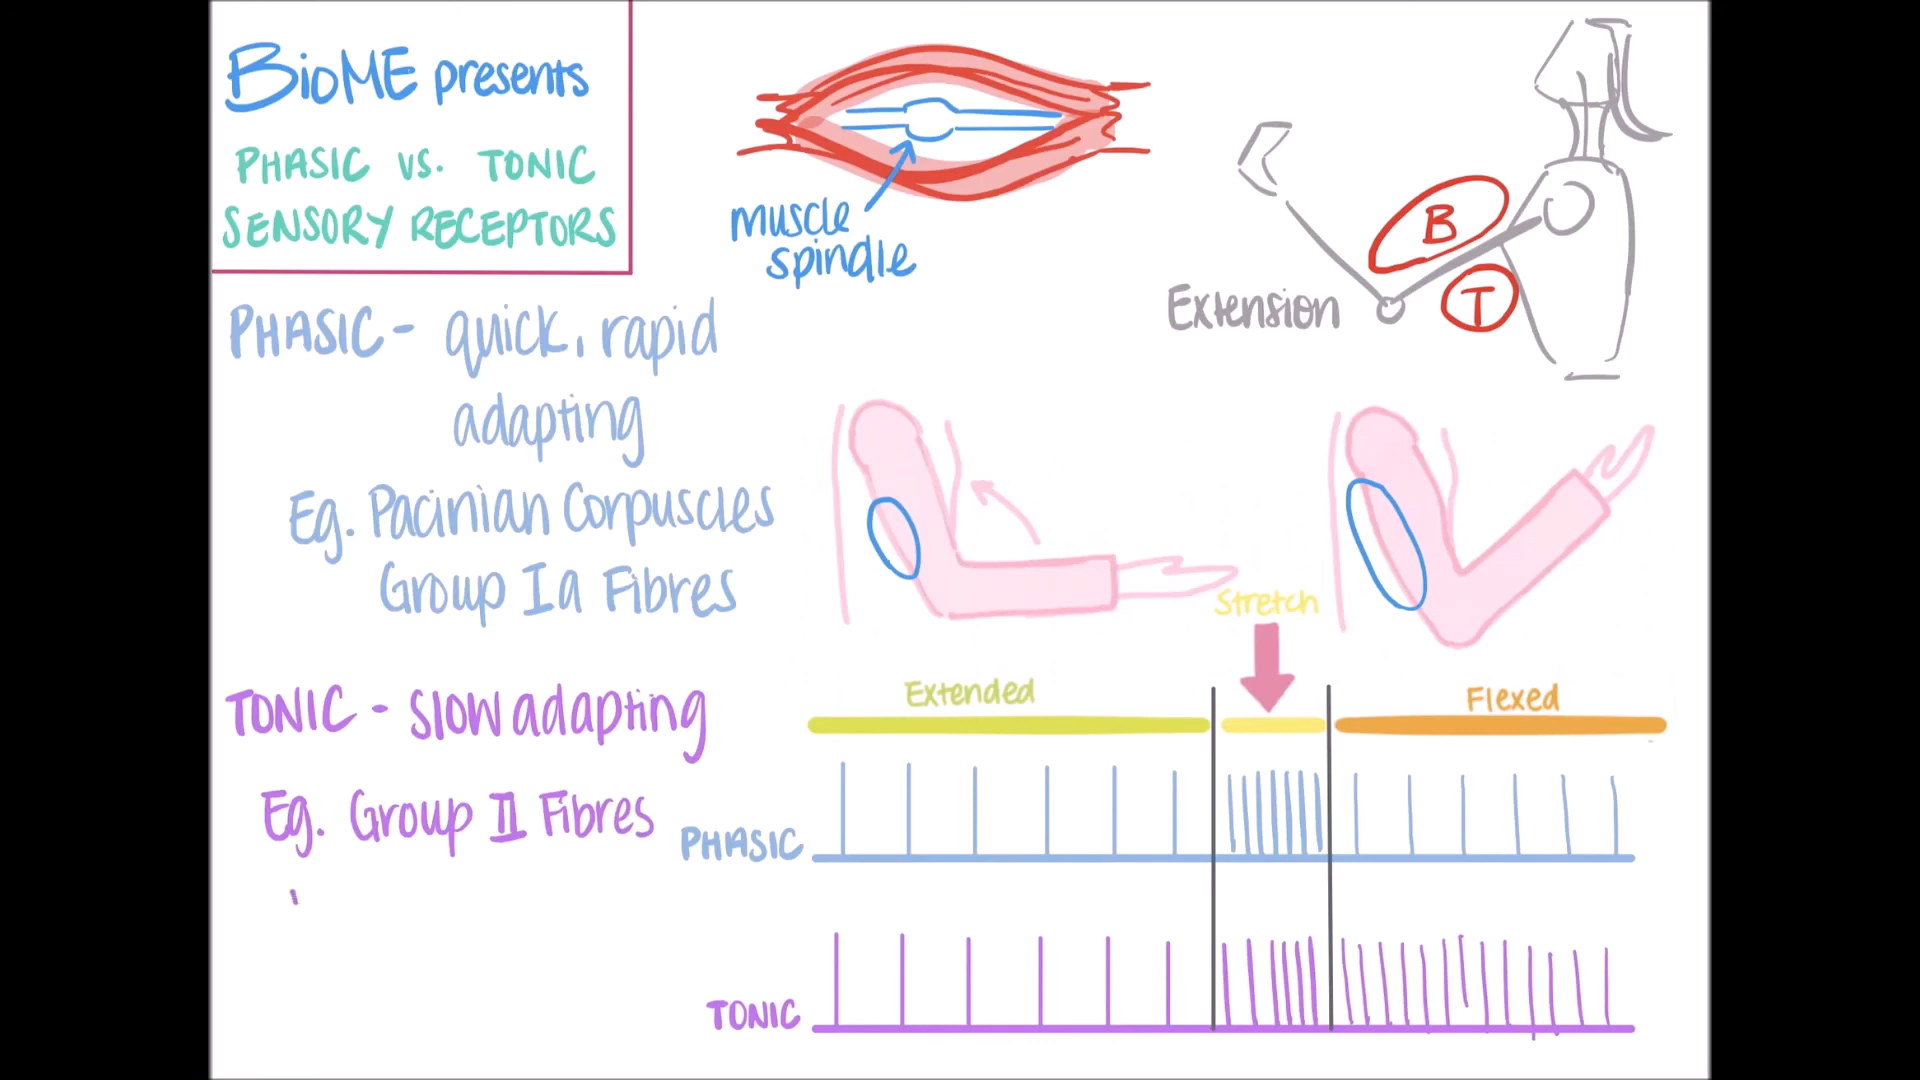 BioME presents
PHASIC vs. TONIC
SENSORY RECEPTORS
muscle
spindle
B
T
Extension
PHASIC - quick, rapid
adapting
Eg. Pacinian Corpuscles
Group Ia Fibres
Stretch
Extended
Flexed
TONIC - slow adapting
Eg. Group II Fibres
PHASIC
TONIC